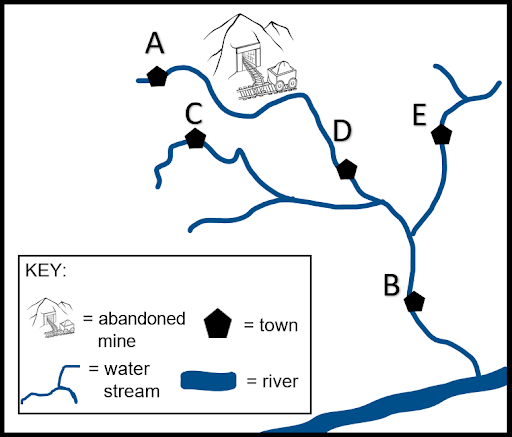 A
C
D
E
B
KEY:
= abandoned
mine
= town
= water
stream
= river